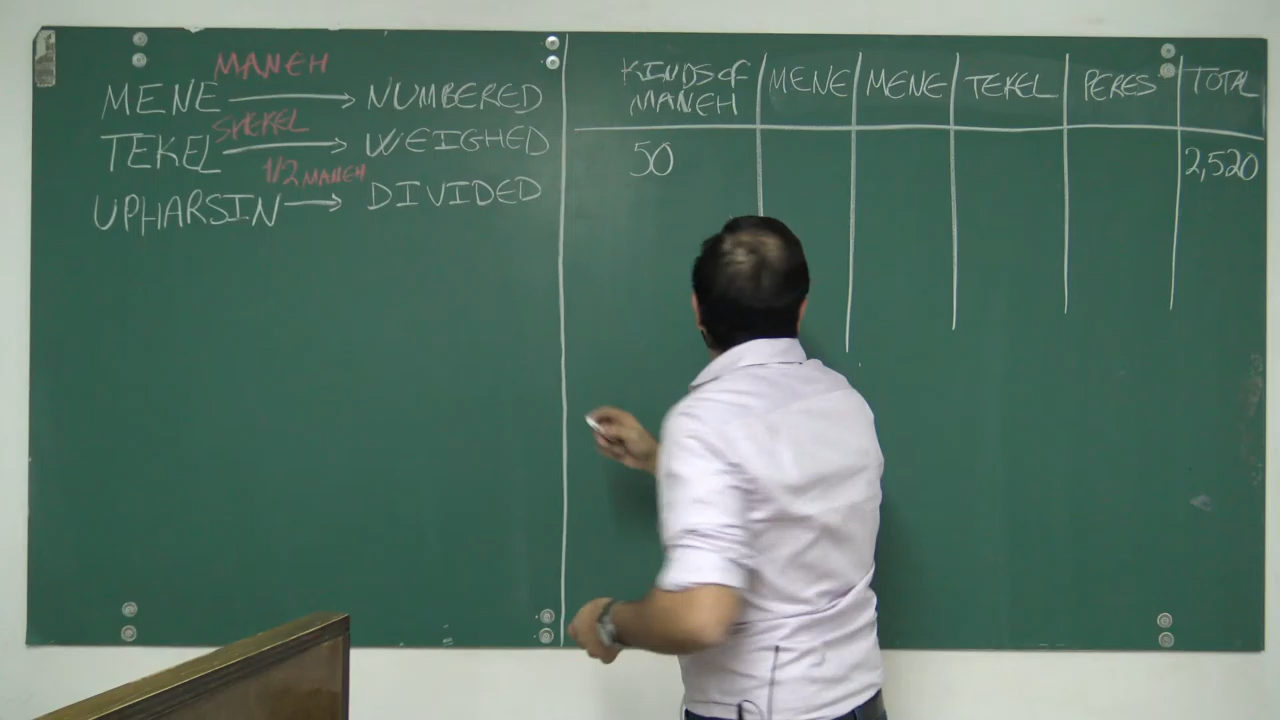 MANEH
MENE → NUMBERED
SHEKEL
TEKEL → WEIGHED
1/2 MANEH
UPHARSIN → DIVIDED
KINDS OF MANEH MENE MENE TEKEL PERES TOTAL
50 2,520